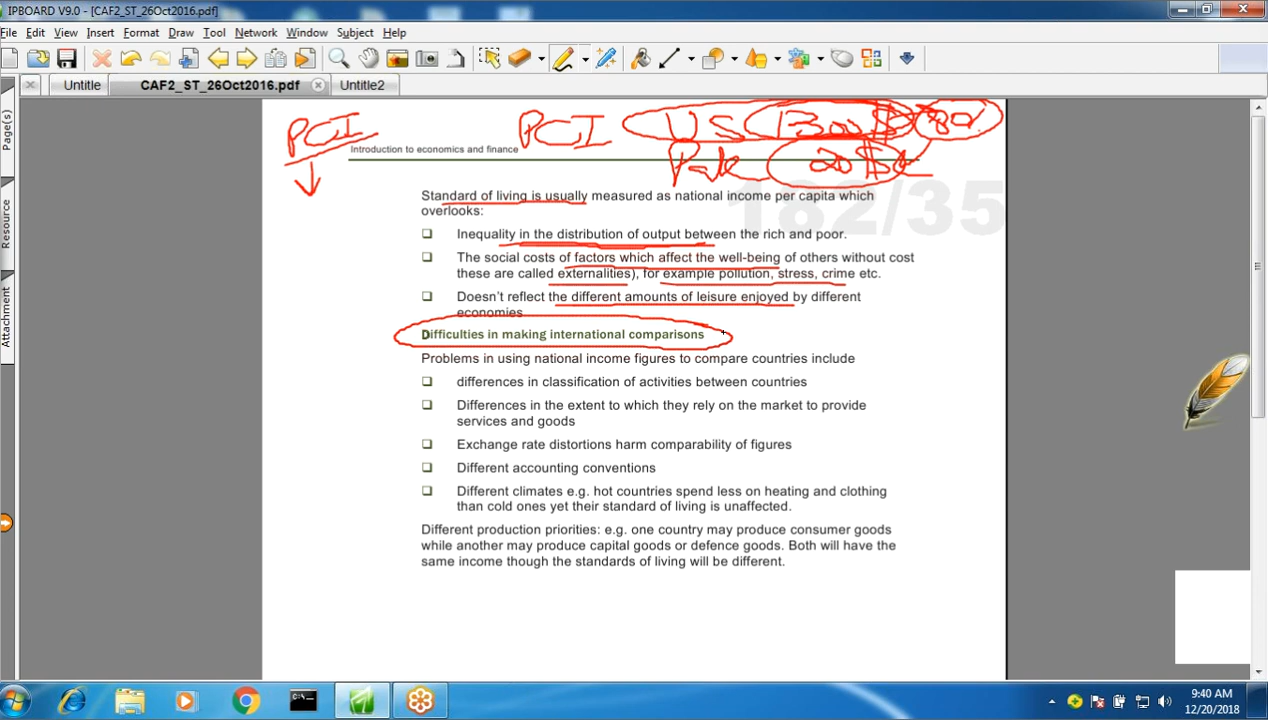 IPBOARD V9.0 - [CAF2_ST_26Oct2016.pdf]
File Edit View Insert Format Draw Tool Network Window Subject Help
Untitle CAF2_ST_26Oct2016.pdf Untitle2
Page(s)
Resource
Attachment
PCI PCI US 1300$
Pak 20$
Introduction to economics and finance
182/35
Standard of living is usually measured as national income per capita which
overlooks:
❑ Inequality in the distribution of output between the rich and poor.
❑ The social costs of factors which affect the well-being of others without cost
these are called externalities), for example pollution, stress, crime etc.
❑ Doesn't reflect the different amounts of leisure enjoyed by different
economies
Difficulties in making international comparisons
Problems in using national income figures to compare countries include
❑ differences in classification of activities between countries
❑ Differences in the extent to which they rely on the market to provide
services and goods
❑ Exchange rate distortions harm comparability of figures
❑ Different accounting conventions
❑ Different climates e.g. hot countries spend less on heating and clothing
than cold ones yet their standard of living is unaffected.
Different production priorities: e.g. one country may produce consumer goods
while another may produce capital goods or defence goods. Both will have the
same income though the standards of living will be different.
9:40 AM
12/20/2018